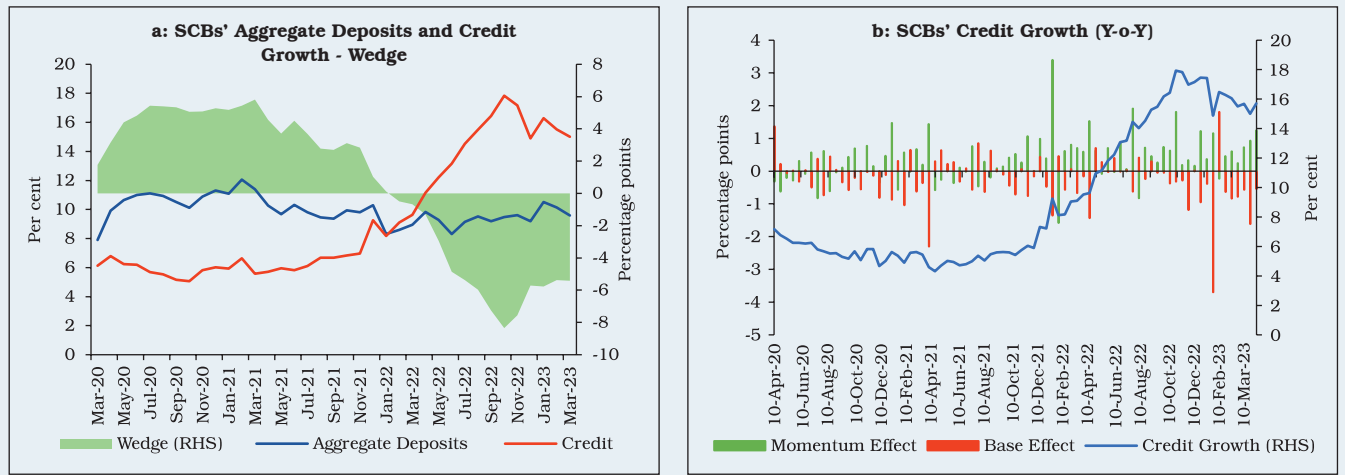 a: SCBs' Aggregate Deposits and Credit
Growth - Wedge
Per cent
20
18
16
14
12
10
8
6
4
2
0
8
6
4
2
0
-2
-4
-6
-8
-10
Percentage points
Mar-20
May-20
Jul-20
Sep-20
Nov-20
Jan-21
Mar-21
May-21
Jul-21
Sep-21
Nov-21
Jan-22
Mar-22
May-22
Jul-22
Sep-22
Nov-22
Jan-23
Mar-23
Wedge (RHS)
Aggregate Deposits
Credit
b: SCBs' Credit Growth (Y-o-Y)
Percentage points
4
3
2
1
0
-1
-2
-3
-4
-5
20
18
16
14
12
10
8
6
4
2
0
Per cent
10-Apr-20
10-Jun-20
10-Aug-20
10-Oct-20
10-Dec-20
10-Feb-21
10-Apr-21
10-Jun-21
10-Aug-21
10-Oct-21
10-Dec-21
10-Feb-22
10-Apr-22
10-Jun-22
10-Aug-22
10-Oct-22
10-Dec-22
10-Feb-23
10-Mar-23
Momentum Effect
Base Effect
Credit Growth (RHS)